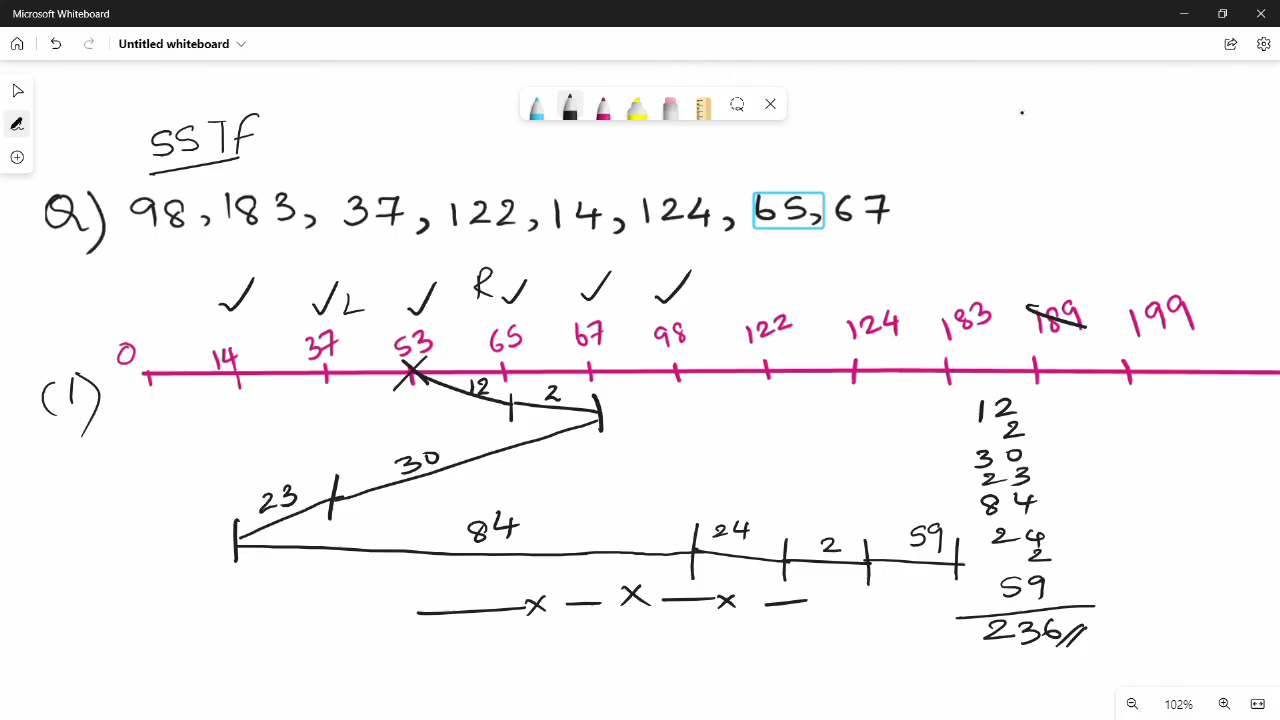 Microsoft Whiteboard
Untitled whiteboard
SSTf
Q) 98, 183, 37, 122, 14, 124, 65, 67
L R
0 14 37 53 65 67 98 122 124 183 189 199
(1)
12 2
30
23
84 24 2 59
12
2
30
23
84
24
2
59
236
102%